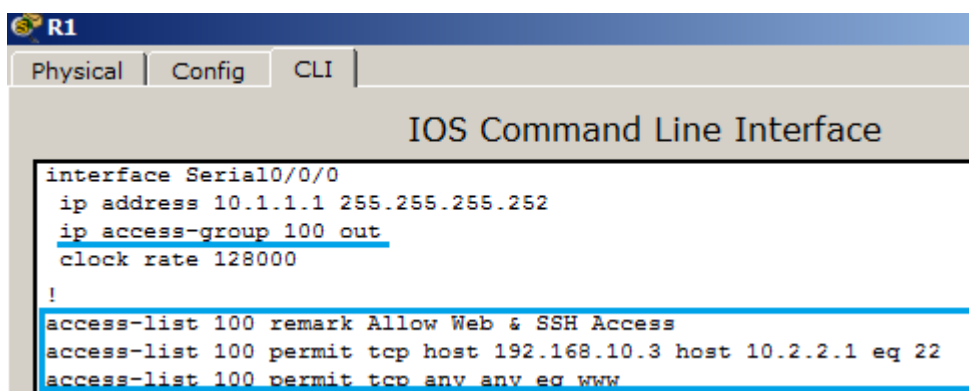 R1
Physical Config CLI
IOS Command Line Interface
interface Serial0/0/0
ip address 10.1.1.1 255.255.255.252
ip access-group 100 out
clock rate 128000
!
access-list 100 remark Allow Web & SSH Access
access-list 100 permit tcp host 192.168.10.3 host 10.2.2.1 eq 22
access-list 100 permit tcp any any eq www